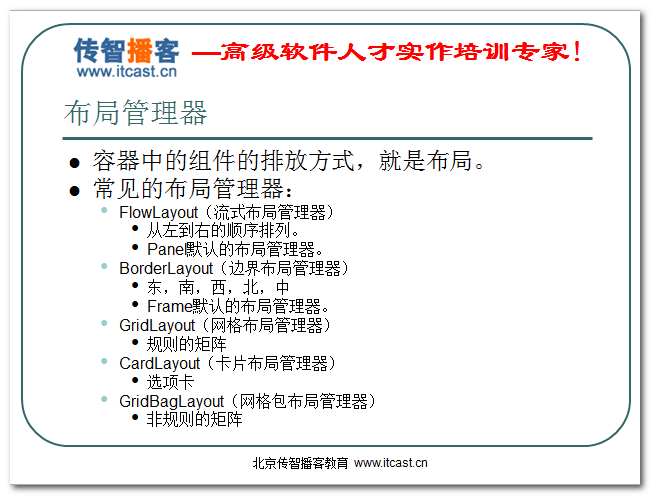 传智播客 —高级软件人才实作培训专家!
www.itcast.cn
布局管理器
● 容器中的组件的排放方式，就是布局。
● 常见的布局管理器：
• FlowLayout（流式布局管理器）
• 从左到右的顺序排列。
• Panel默认的布局管理器。
• BorderLayout（边界布局管理器）
• 东，南，西，北，中
• Frame默认的布局管理器。
• GridLayout（网格布局管理器）
• 规则的矩阵
• CardLayout（卡片布局管理器）
• 选项卡
• GridBagLayout（网格包布局管理器）
• 非规则的矩阵
北京传智播客教育 www.itcast.cn